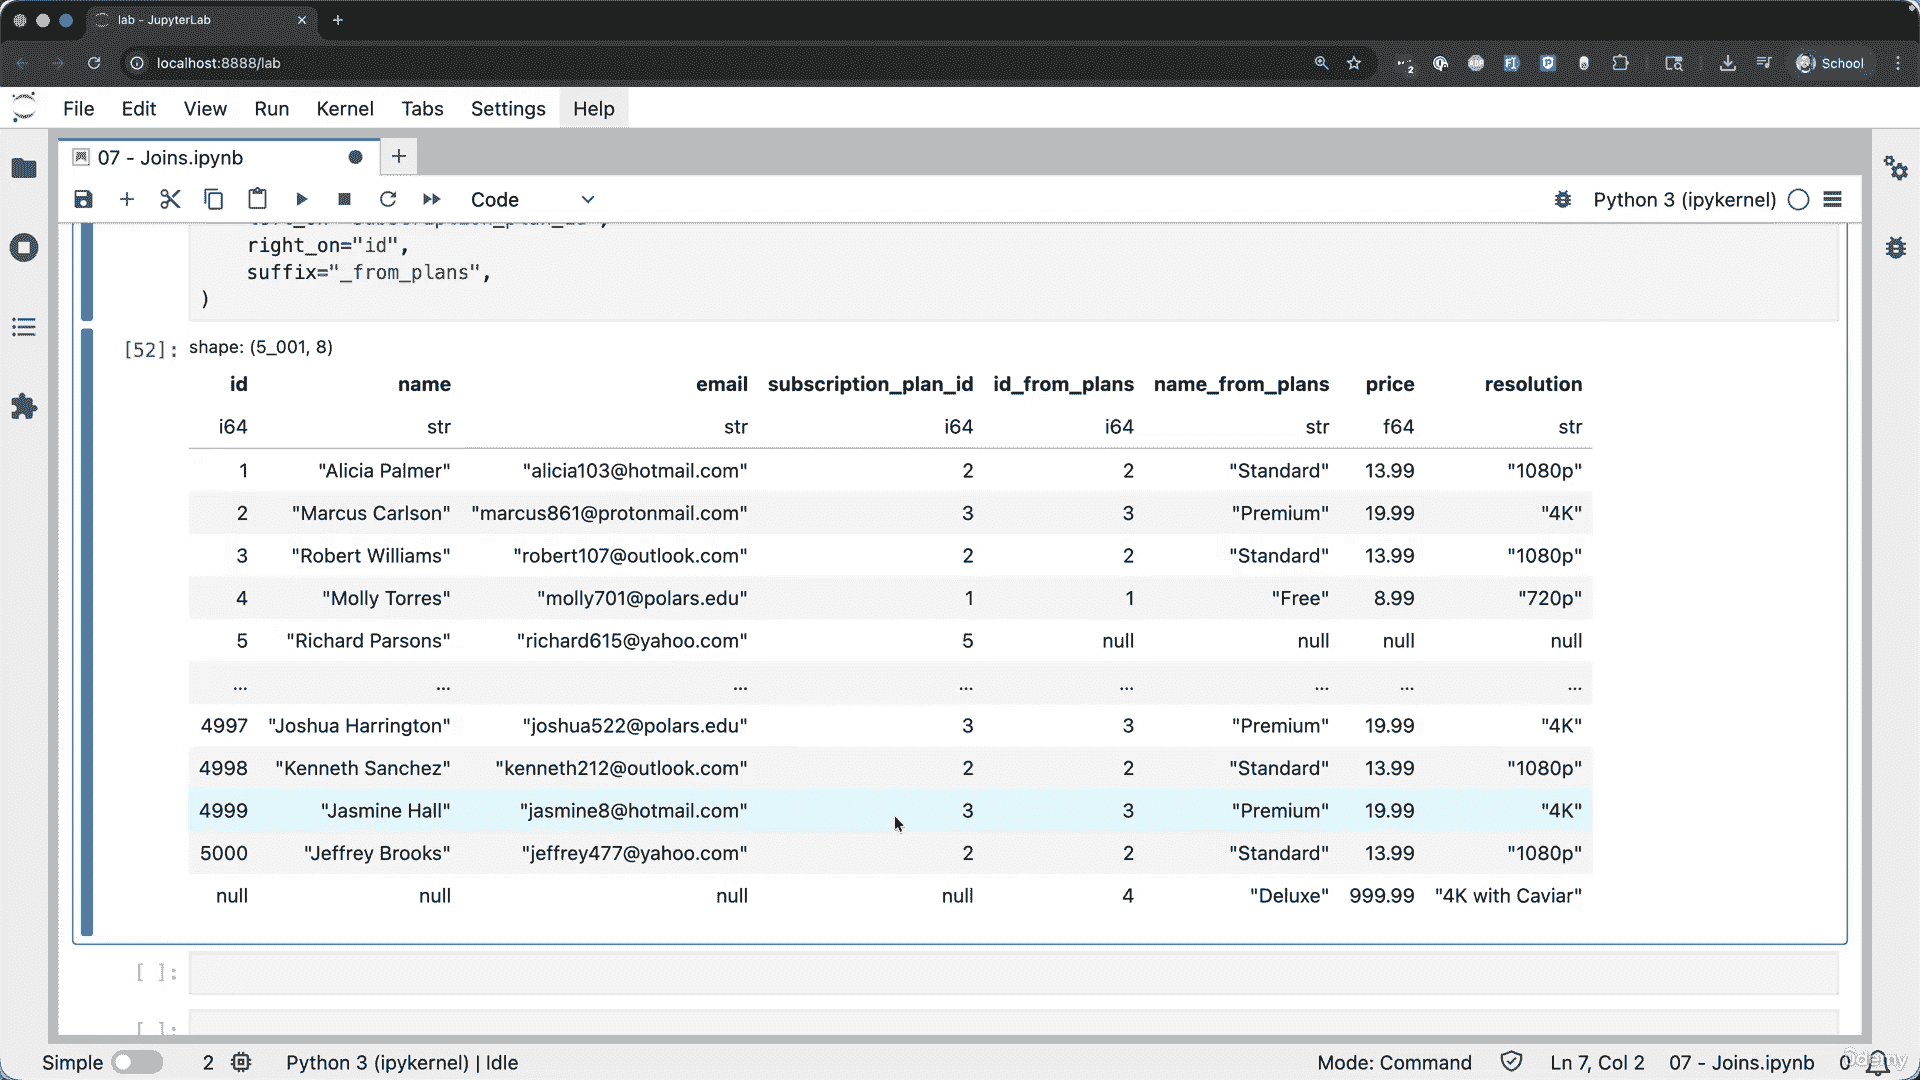 lab - JupyterLab
localhost:8888/lab
2
School
File Edit View Run Kernel Tabs Settings Help
07 - Joins.ipynb
Code
Python 3 (ipykernel)
right_on="id",
suffix="_from_plans",
)
[52]: shape: (5_001, 8)
id name email subscription_plan_id id_from_plans name_from_plans price resolution
i64 str str i64 i64 str f64 str
1 "Alicia Palmer" "alicia103@hotmail.com" 2 2 "Standard" 13.99 "1080p"
2 "Marcus Carlson" "marcus861@protonmail.com" 3 3 "Premium" 19.99 "4K"
3 "Robert Williams" "robert107@outlook.com" 2 2 "Standard" 13.99 "1080p"
4 "Molly Torres" "molly701@polars.edu" 1 1 "Free" 8.99 "720p"
5 "Richard Parsons" "richard615@yahoo.com" 5 null null null null
… … … … … … … …
4997 "Joshua Harrington" "joshua522@polars.edu" 3 3 "Premium" 19.99 "4K"
4998 "Kenneth Sanchez" "kenneth212@outlook.com" 2 2 "Standard" 13.99 "1080p"
4999 "Jasmine Hall" "jasmine8@hotmail.com" 3 3 "Premium" 19.99 "4K"
5000 "Jeffrey Brooks" "jeffrey477@yahoo.com" 2 2 "Standard" 13.99 "1080p"
null null null null 4 "Deluxe" 999.99 "4K with Caviar"
[ ]:
[ ]:
Simple 2 Python 3 (ipykernel) | Idle Mode: Command Ln 7, Col 2 07 - Joins.ipynb 0
udemy